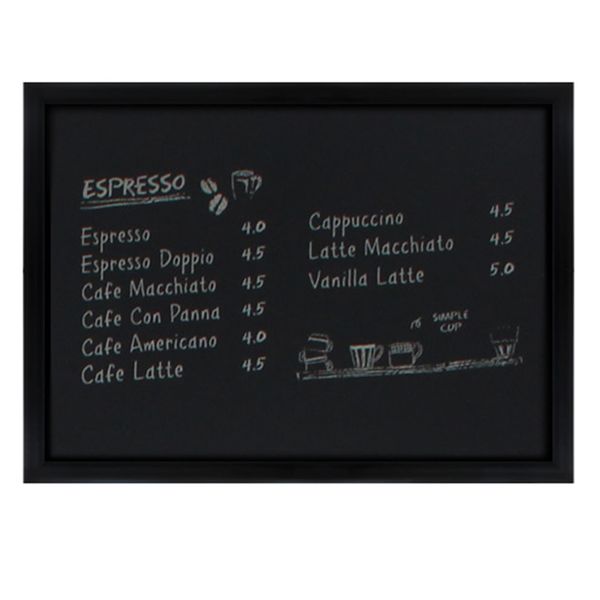 ESPRESSO
Espresso 4.0
Espresso Doppio 4.5
Cafe Macchiato 4.5
Cafe Con Panna 4.5
Cafe Americano 4.0
Cafe Latte 4.5
Cappuccino 4.5
Latte Macchiato 4.5
Vanilla Latte 5.0
SIMPLE
CUP